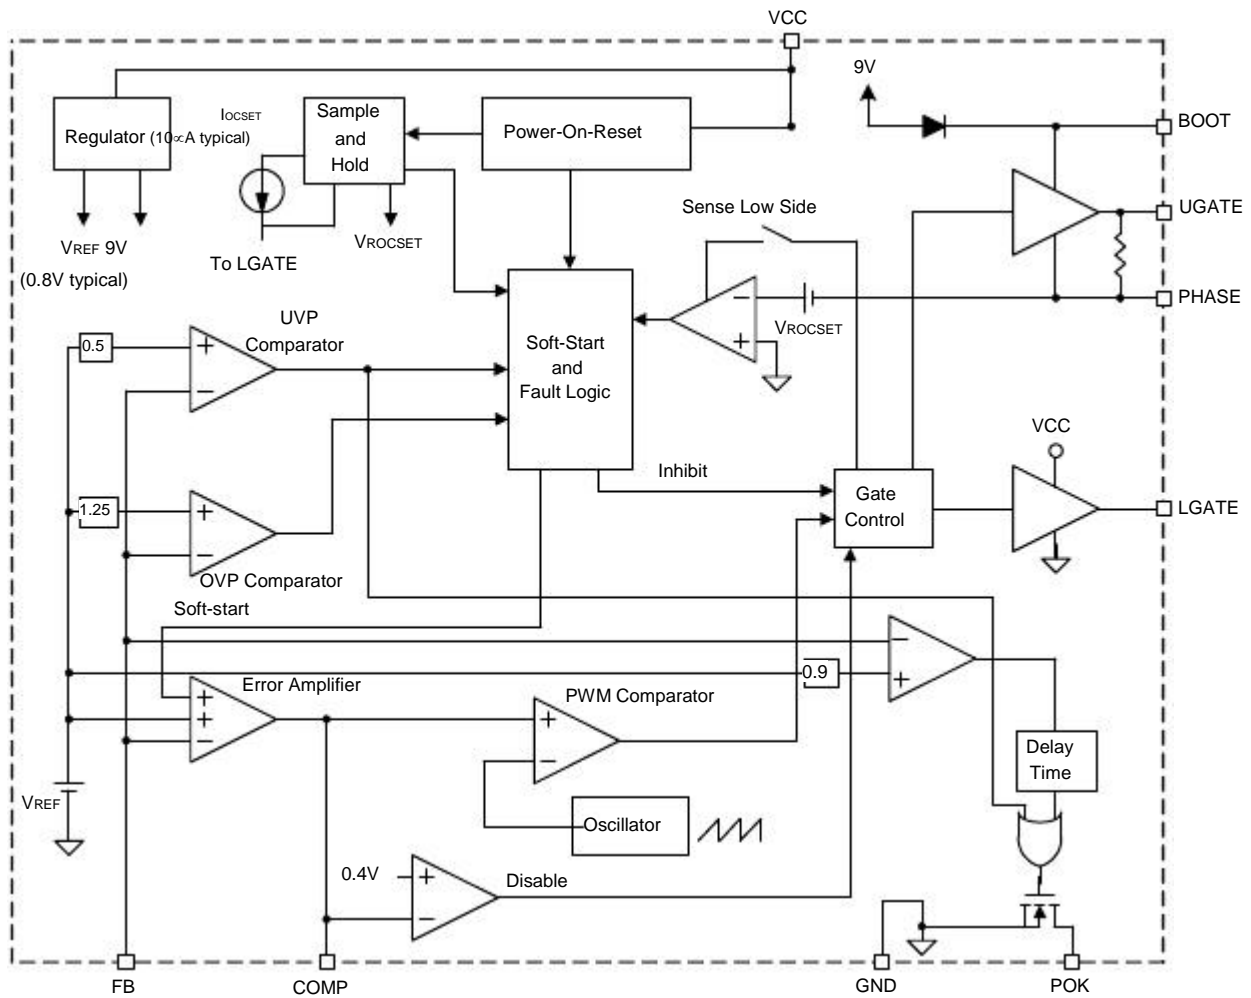 VCC
9V
BOOT
Regulator (10∝A typical)
IOCSET
Sample
and
Hold
Power-On-Reset
UGATE
Sense Low Side
VREF 9V
(0.8V typical)
To LGATE
VROCSET
PHASE
VROCSET
UVP
Comparator
0.5
+
−
Soft-Start
and
Fault Logic
−
+
VCC
Inhibit
Gate
Control
LGATE
1.25
+
−
OVP Comparator
Soft-start
−
+
0.9
Error Amplifier
+
+
−
PWM Comparator
+
−
Delay
Time
VREF
Oscillator
0.4V
+
−
Disable
FB
COMP
GND
POK